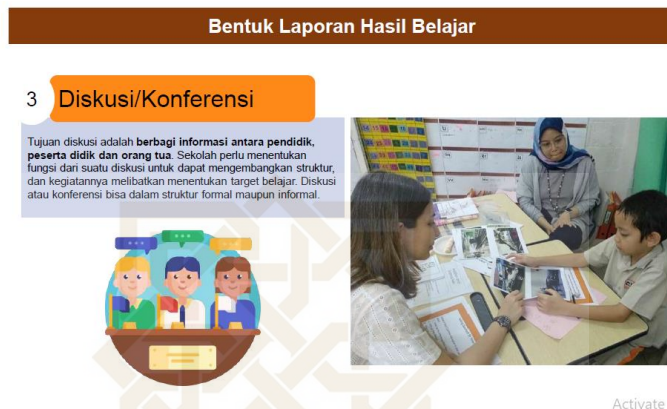 Bentuk Laporan Hasil Belajar
3 Diskusi/Konferensi
Tujuan diskusi adalah berbagi informasi antara pendidik,
peserta didik dan orang tua. Sekolah perlu menentukan
fungsi dari suatu diskusi untuk dapat mengembangkan struktur,
dan kegiatannya melibatkan menentukan target belajar. Diskusi
atau konferensi bisa dalam struktur formal maupun informal.
Activate